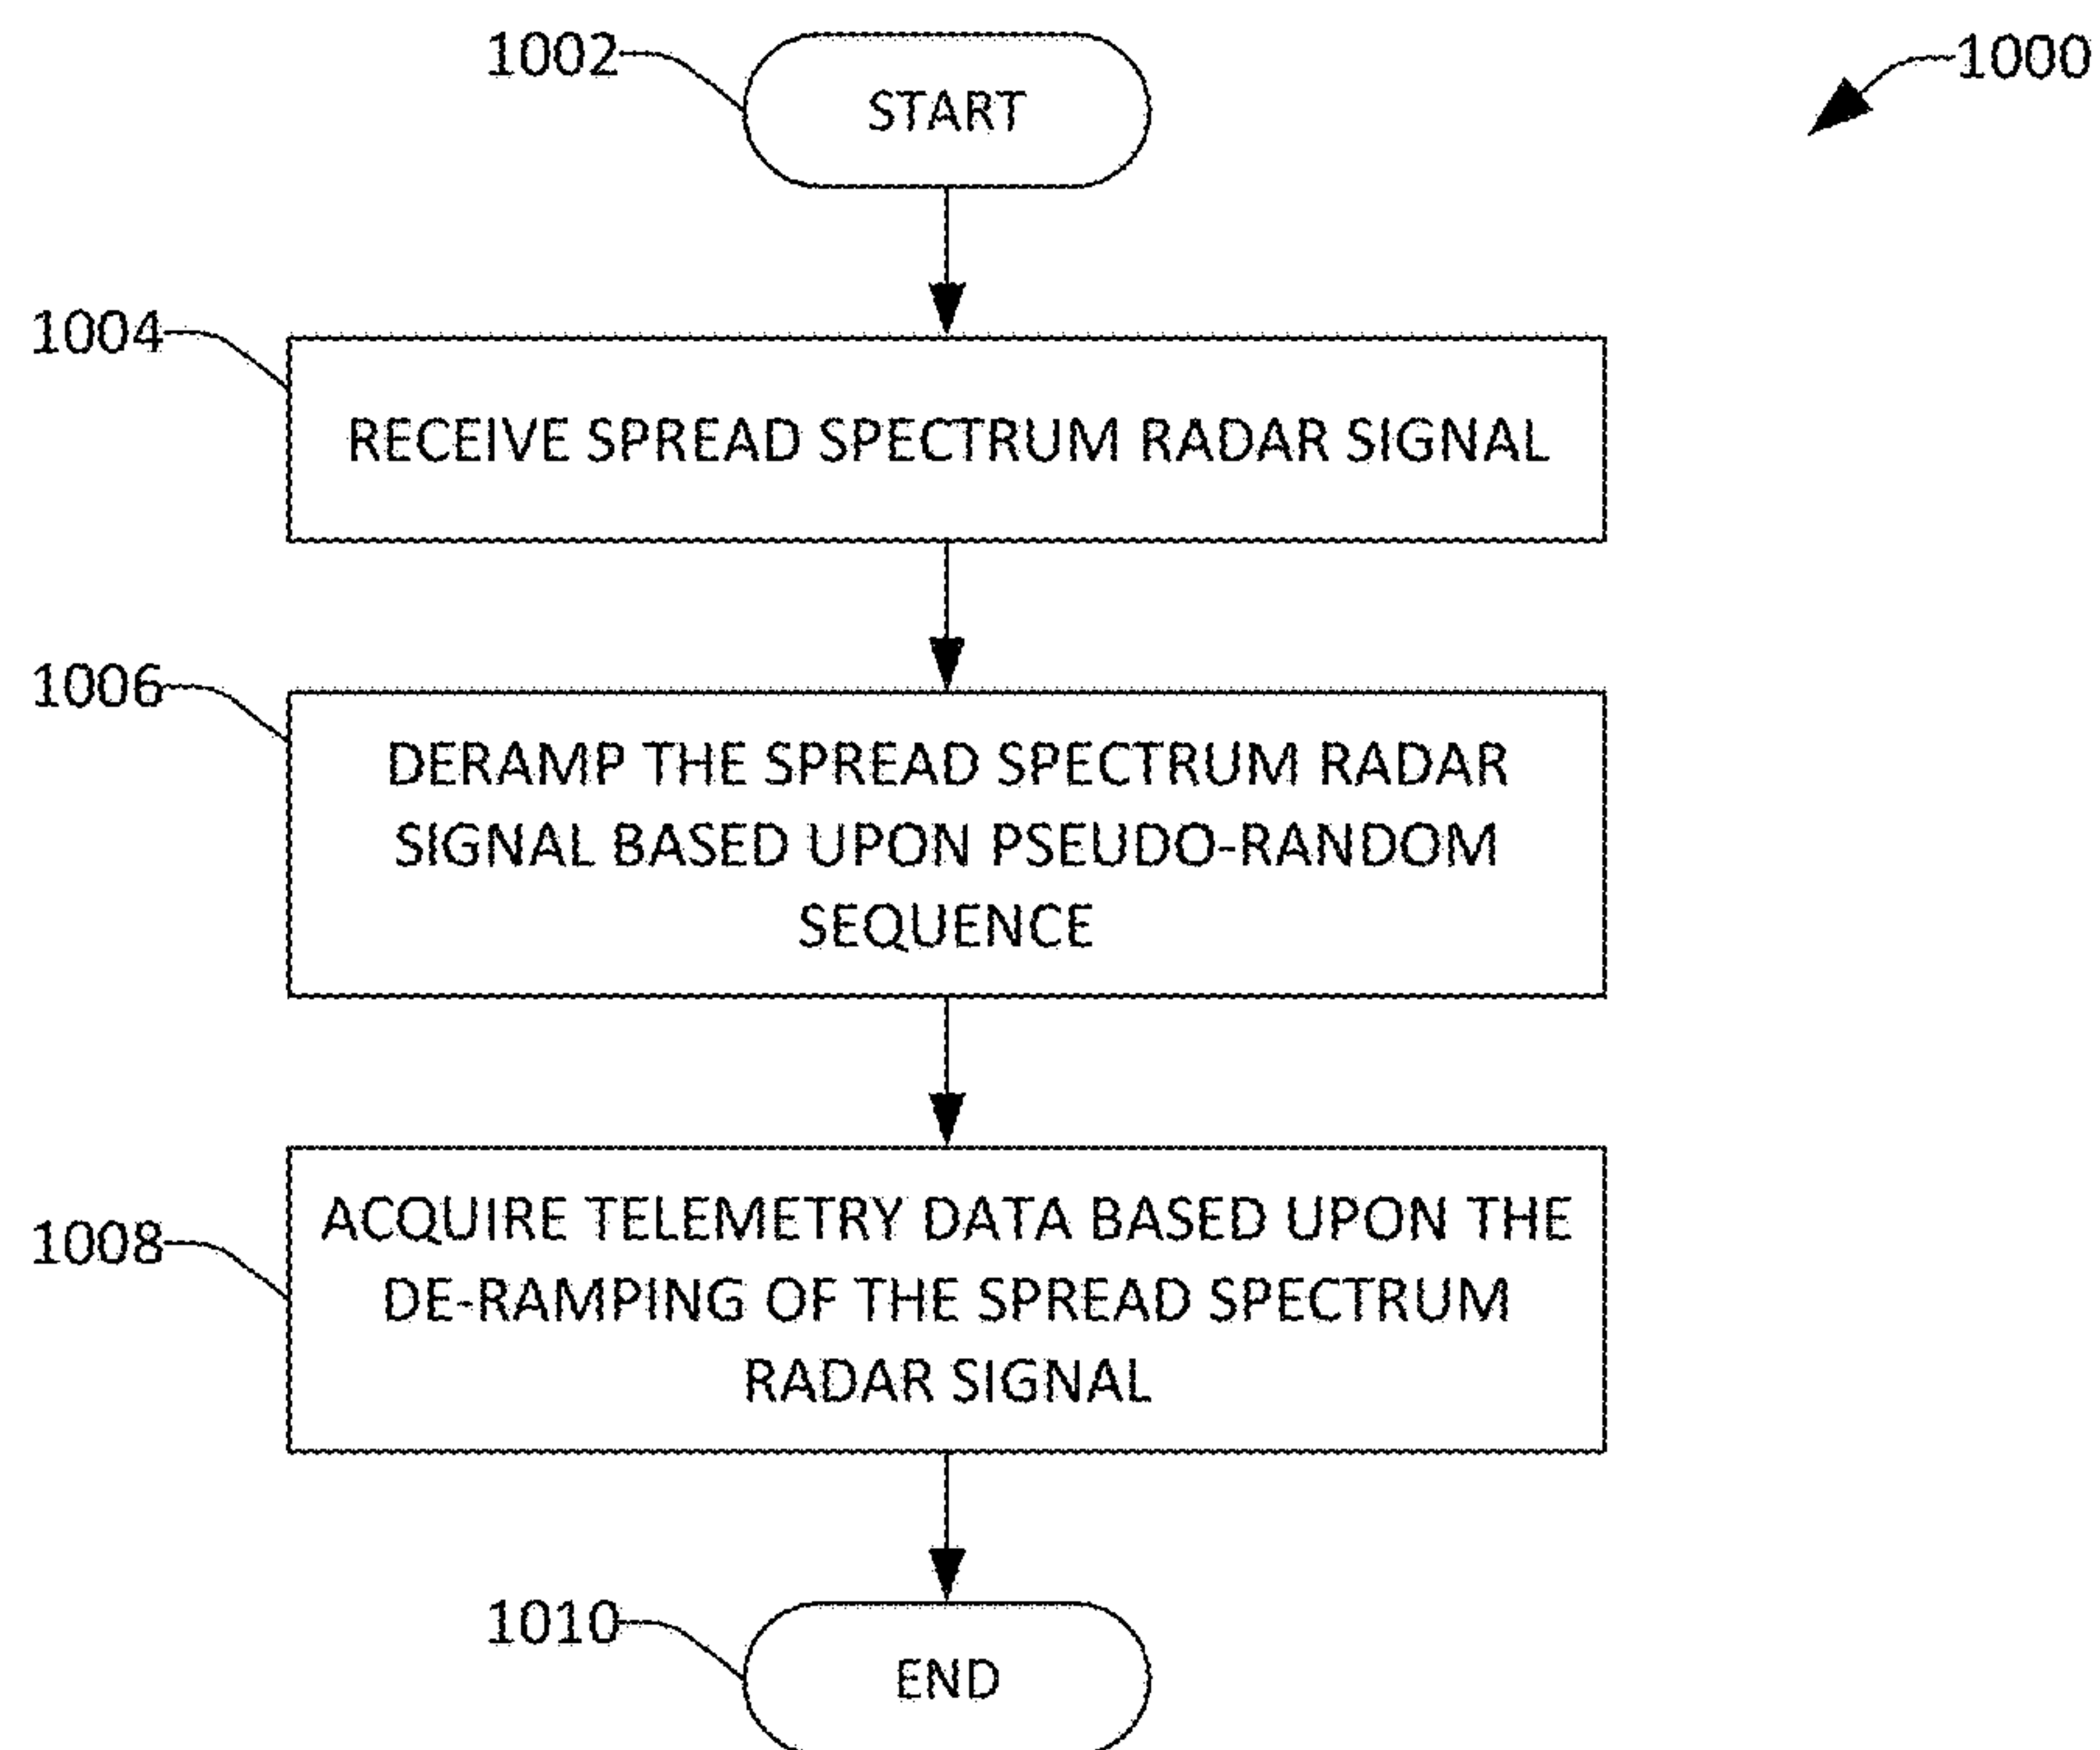 1002
START
1000
1004
RECEIVE SPREAD SPECTRUM RADAR SIGNAL
1006
DERAMP THE SPREAD SPECTRUM RADAR
SIGNAL BASED UPON PSEUDO-RANDOM
SEQUENCE
1008
ACQUIRE TELEMETRY DATA BASED UPON THE
DE-RAMPING OF THE SPREAD SPECTRUM
RADAR SIGNAL
1010
END